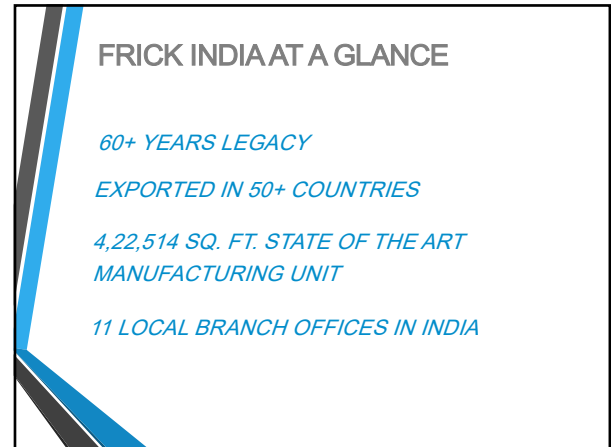 FRICK INDIA AT A GLANCE
60+ YEARS LEGACY
EXPORTED IN 50+ COUNTRIES
4,22,514 SQ. FT. STATE OF THE ART
MANUFACTURING UNIT
11 LOCAL BRANCH OFFICES IN INDIA